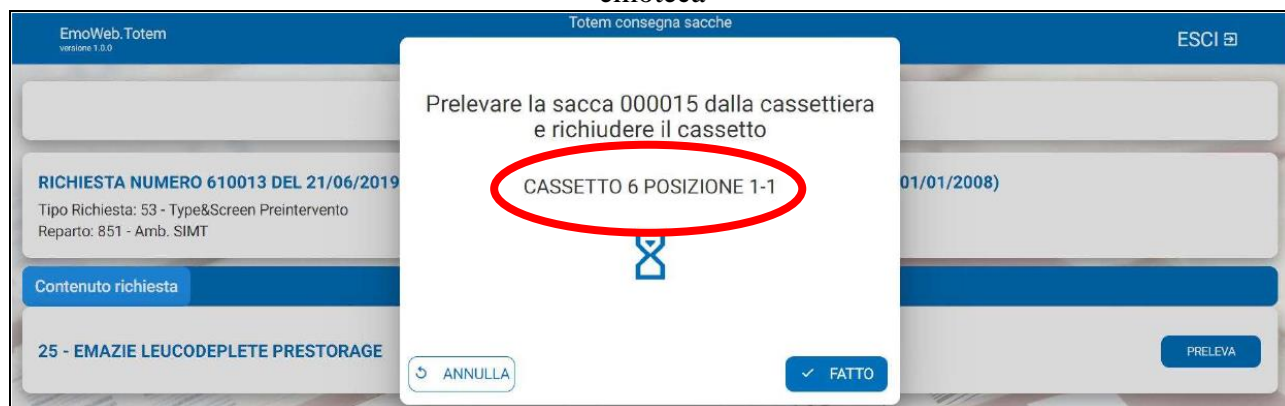 EmoWeb.Totem
versione 1.0.0
Totem consegna sacche
ESCI
Prelevare la sacca 000015 dalla cassettiera
e richiudere il cassetto
CASSETTO 6 POSIZIONE 1-1
RICHIESTA NUMERO 610013 DEL 21/06/2019
01/01/2008)
Tipo Richiesta: 53 - Type&Screen Preintervento
Reparto: 851 - Amb. SIMT
Contenuto richiesta
25 - EMAZIE LEUCODEPLETE PRESTORAGE
PRELEVA
ANNULLA
FATTO